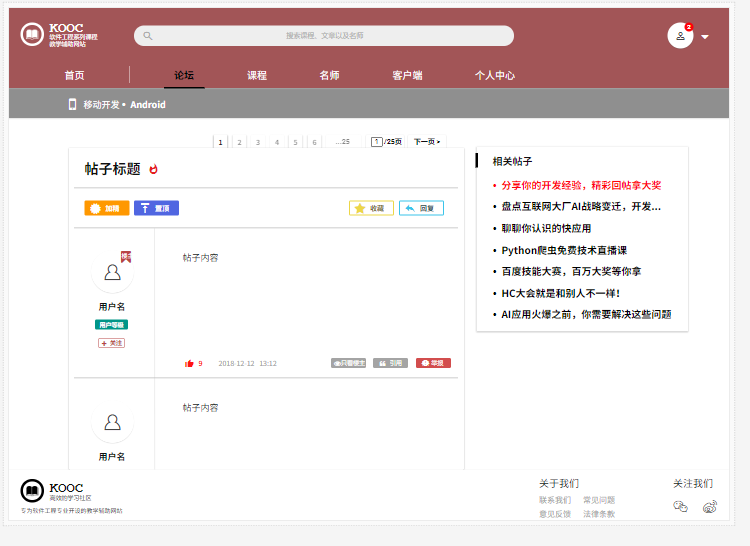 KOOC
软件工程系列课程
教学辅助网站
搜索课程、文章以及名师
2
首页
论坛
课程
名师
客户端
个人中心
移动开发• Android
1 2 3 4 5 6 ...25 1 /25页 下一页
帖子标题
加精 置顶 收藏 回复
楼主
帖子内容
用户名
用户等级
+ 关注
9 2018-12-12 13:12 只看楼主 引用 举报
帖子内容
用户名
相关帖子
• 分享你的开发经验，精彩回帖拿大奖
• 盘点互联网大厂AI战略变迁，开发...
• 聊聊你认识的快应用
• Python爬虫免费技术直播课
• 百度技能大赛，百万大奖等你拿
• HC大会就是和别人不一样！
• AI应用火爆之前，你需要解决这些问题
KOOC
高效的学习社区
专为软件工程专业开设的教学辅助网站
关于我们
联系我们 常见问题
意见反馈 法律条款
关注我们